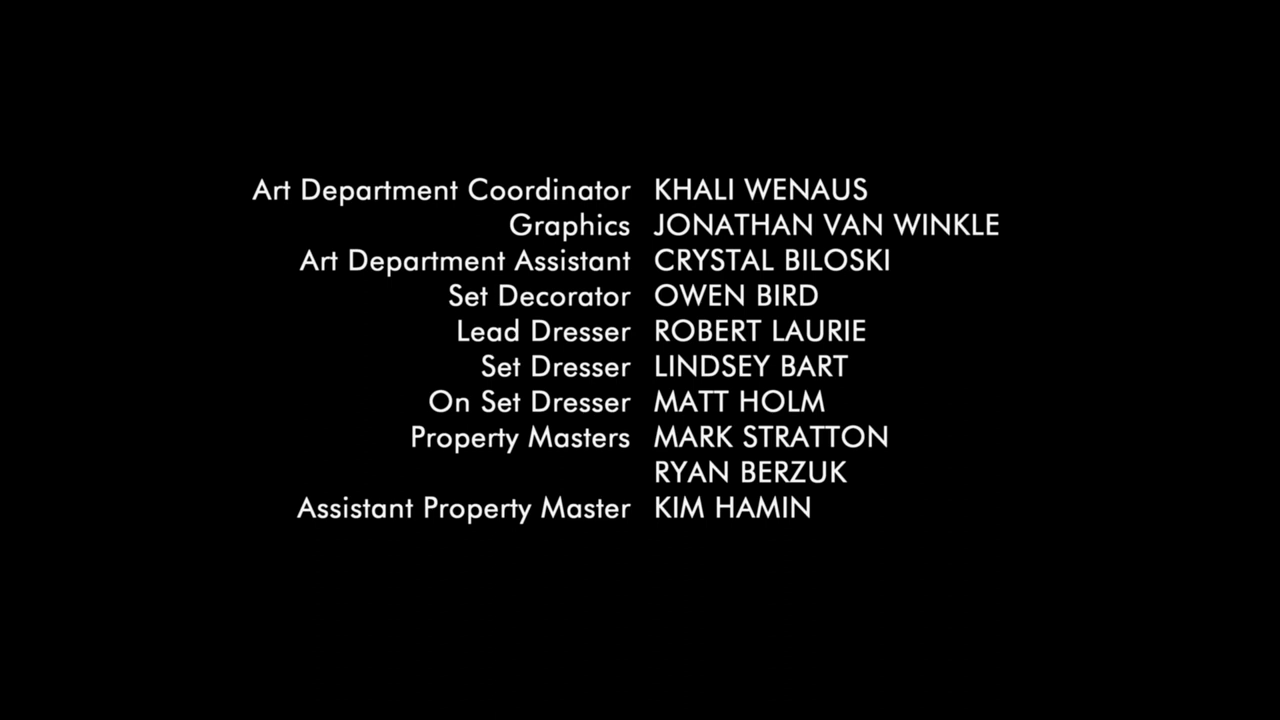 Art Department Coordinator KHALI WENAUS
Graphics JONATHAN VAN WINKLE
Art Department Assistant CRYSTAL BILOSKI
Set Decorator OWEN BIRD
Lead Dresser ROBERT LAURIE
Set Dresser LINDSEY BART
On Set Dresser MATT HOLM
Property Masters MARK STRATTON
RYAN BERZUK
Assistant Property Master KIM HAMIN